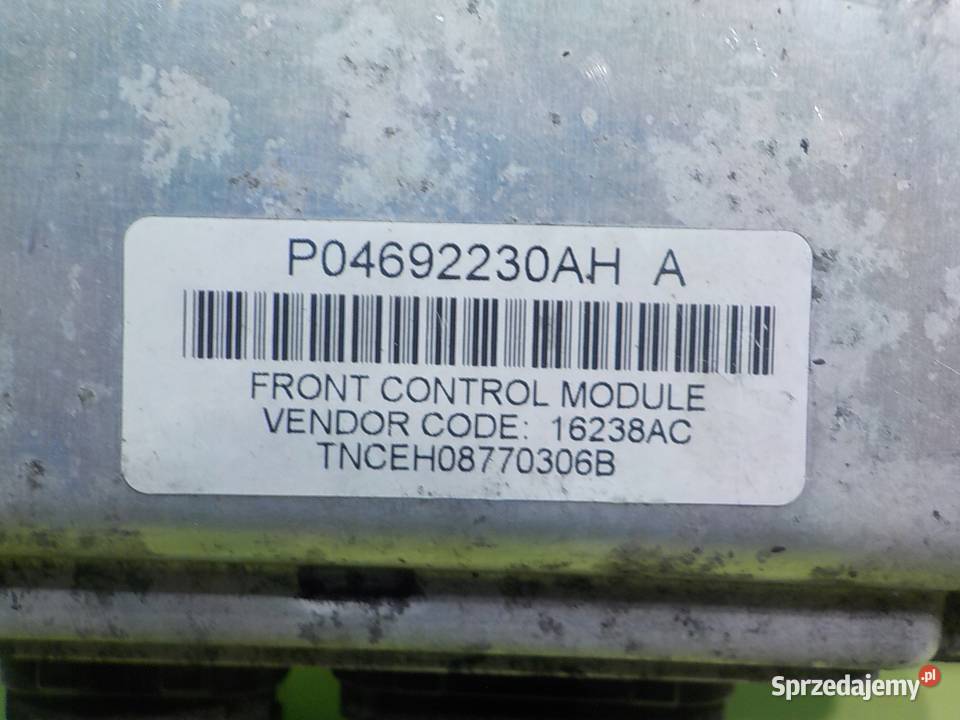 P04692230AH A
FRONT CONTROL MODULE
VENDOR CODE: 16238AC
TNCEH08770306B
Sprzedajemy.pl